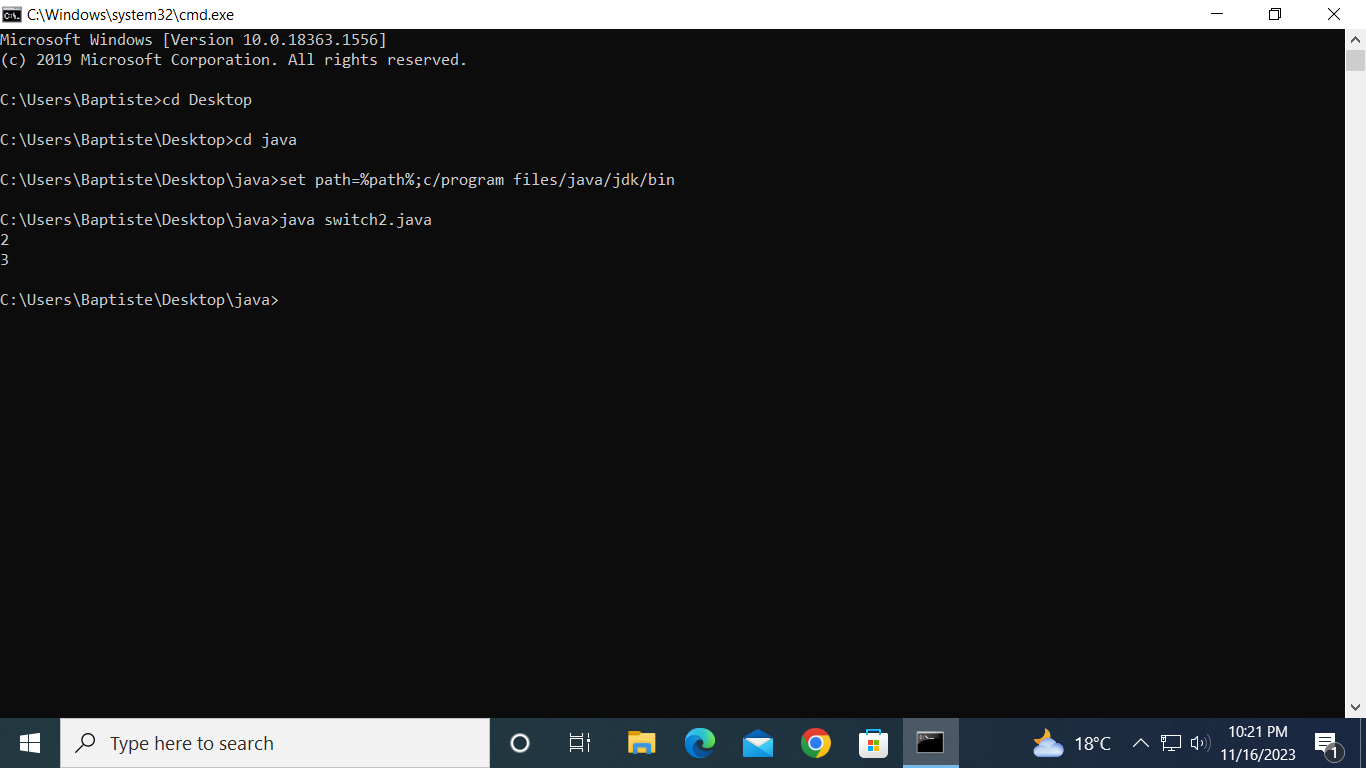 C:\Windows\system32\cmd.exe
Microsoft Windows [Version 10.0.18363.1556]
(c) 2019 Microsoft Corporation. All rights reserved.
C:\Users\Baptiste>cd Desktop
C:\Users\Baptiste\Desktop>cd java
C:\Users\Baptiste\Desktop\java>set path=%path%;c/program files/java/jdk/bin
C:\Users\Baptiste\Desktop\java>java switch2.java
2
3
C:\Users\Baptiste\Desktop\java>
Type here to search
18°C
10:21 PM
11/16/2023
1